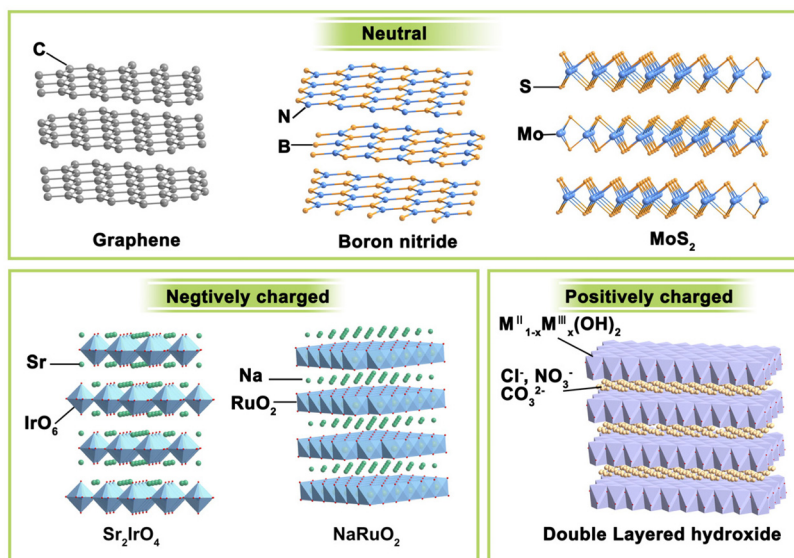 Neutral
C
N
B
S
Mo
Graphene
Boron nitride
MoS₂
Negtively charged
Sr
IrO₆
Na
RuO₂
Sr₂IrO₄
NaRuO₂
Positively charged
Mᴵᴵ₁₋ₓMᴵᴵᴵₓ(OH)₂
Cl⁻, NO₃⁻
CO₃²⁻
Double Layered hydroxide